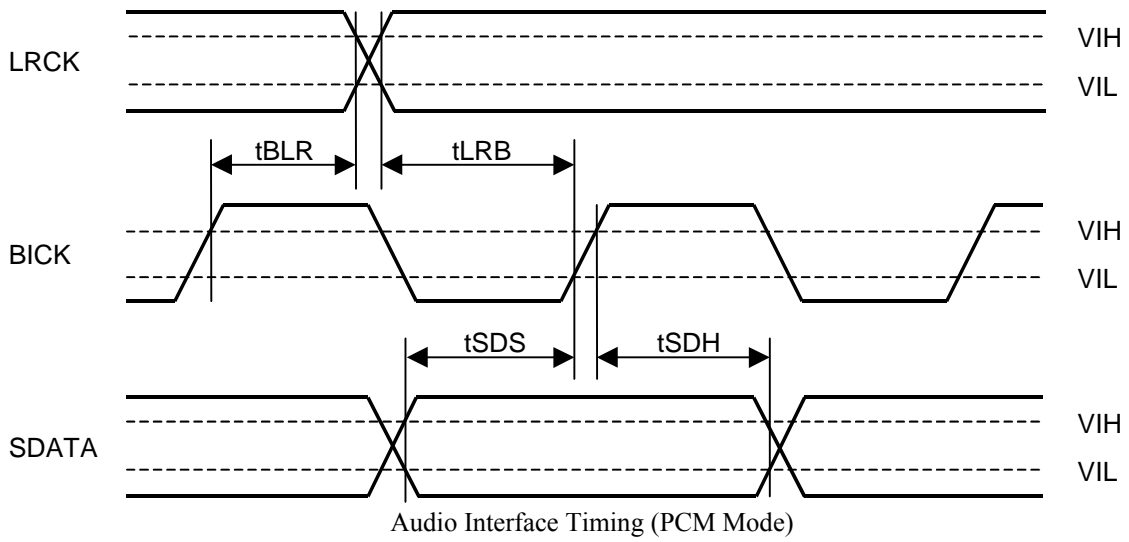 LRCK
VIH
VIL
tBLR
tLRB
BICK
VIH
VIL
tSDS
tSDH
SDATA
VIH
VIL
Audio Interface Timing (PCM Mode)